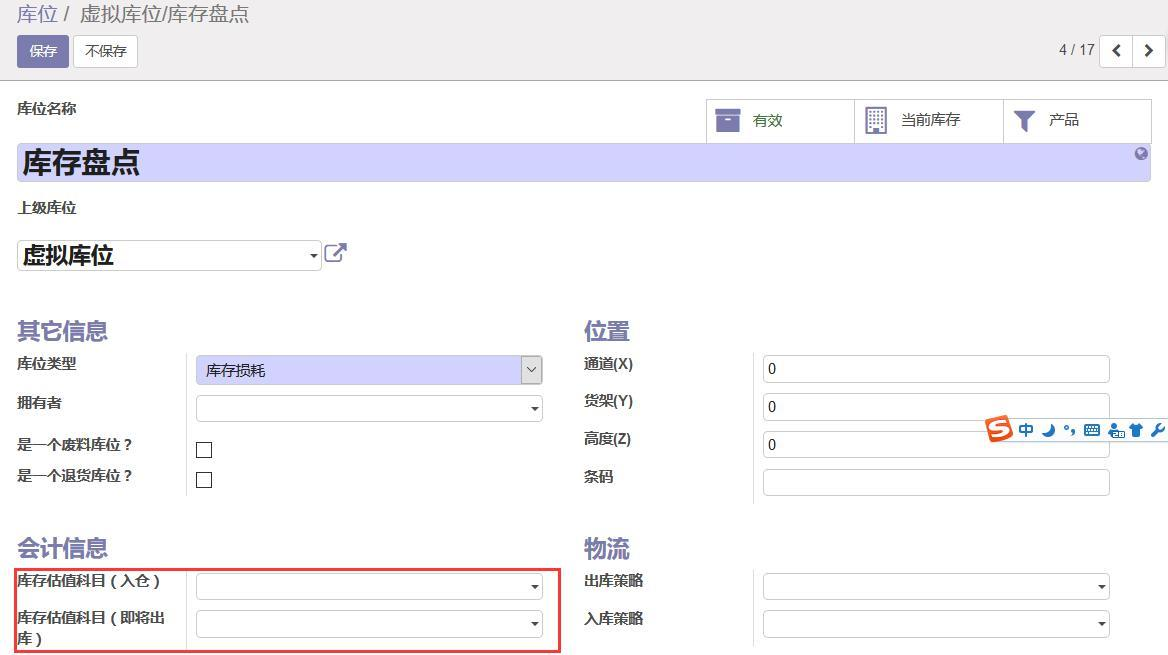 库位 / 虚拟库位/库存盘点
保存 不保存 4 / 17
库位名称
有效 当前库存 产品
库存盘点
上级库位
虚拟库位
其它信息
库位类型 库存损耗
拥有者
是一个废料库位？
是一个退货库位？
位置
通道(X) 0
货架(Y) 0
高度(Z) 0
条码
中
会计信息
库存估值科目（入仓）
库存估值科目（即将出
库）
物流
出库策略
入库策略